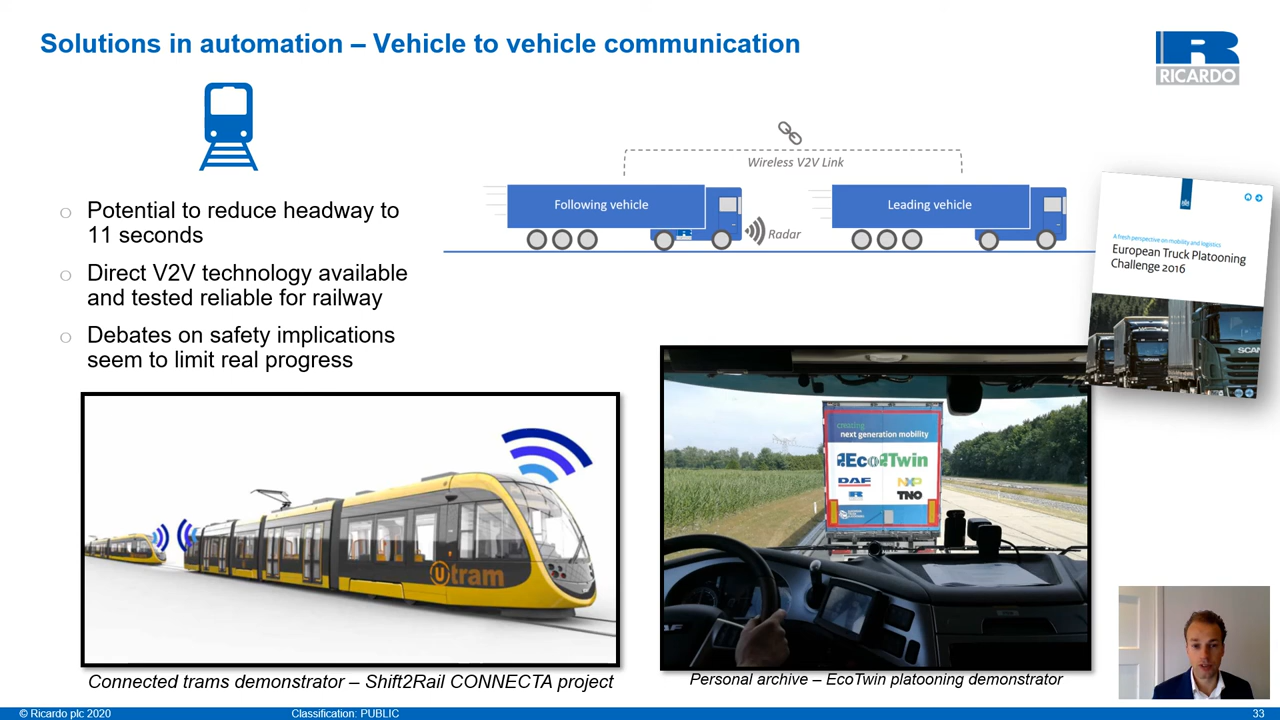 Solutions in automation – Vehicle to vehicle communication
RICARDO
Wireless V2V Link
Following vehicle
Leading vehicle
Radar
Potential to reduce headway to
11 seconds
Direct V2V technology available
and tested reliable for railway
Debates on safety implications
seem to limit real progress
A fresh perspective on mobility and logistics
European Truck Platooning
Challenge 2016
SCAN
Utram
next generation mobility
EcoTwin
DAF
NXP
TNO
Connected trams demonstrator – Shift2Rail CONNECTA project
Personal archive – EcoTwin platooning demonstrator
© Ricardo plc 2020
Classification: PUBLIC
33